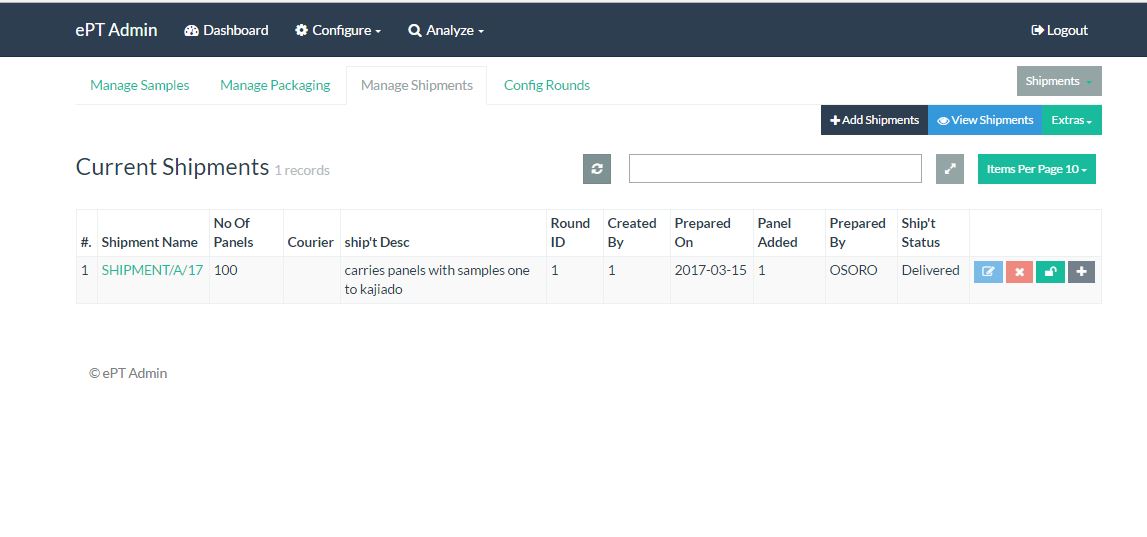 ePT Admin Dashboard Configure Analyze Logout
Manage Samples Manage Packaging Manage Shipments Config Rounds Shipments
Add Shipments View Shipments Extras
Current Shipments 1 records Items Per Page 10
#. Shipment Name No Of Panels Courier ship't Desc Round ID Created By Prepared On Panel Added Prepared By Ship't Status
1 SHIPMENT/A/17 100 carries panels with samples one to kajiado 1 1 2017-03-15 1 OSORO Delivered
© ePT Admin